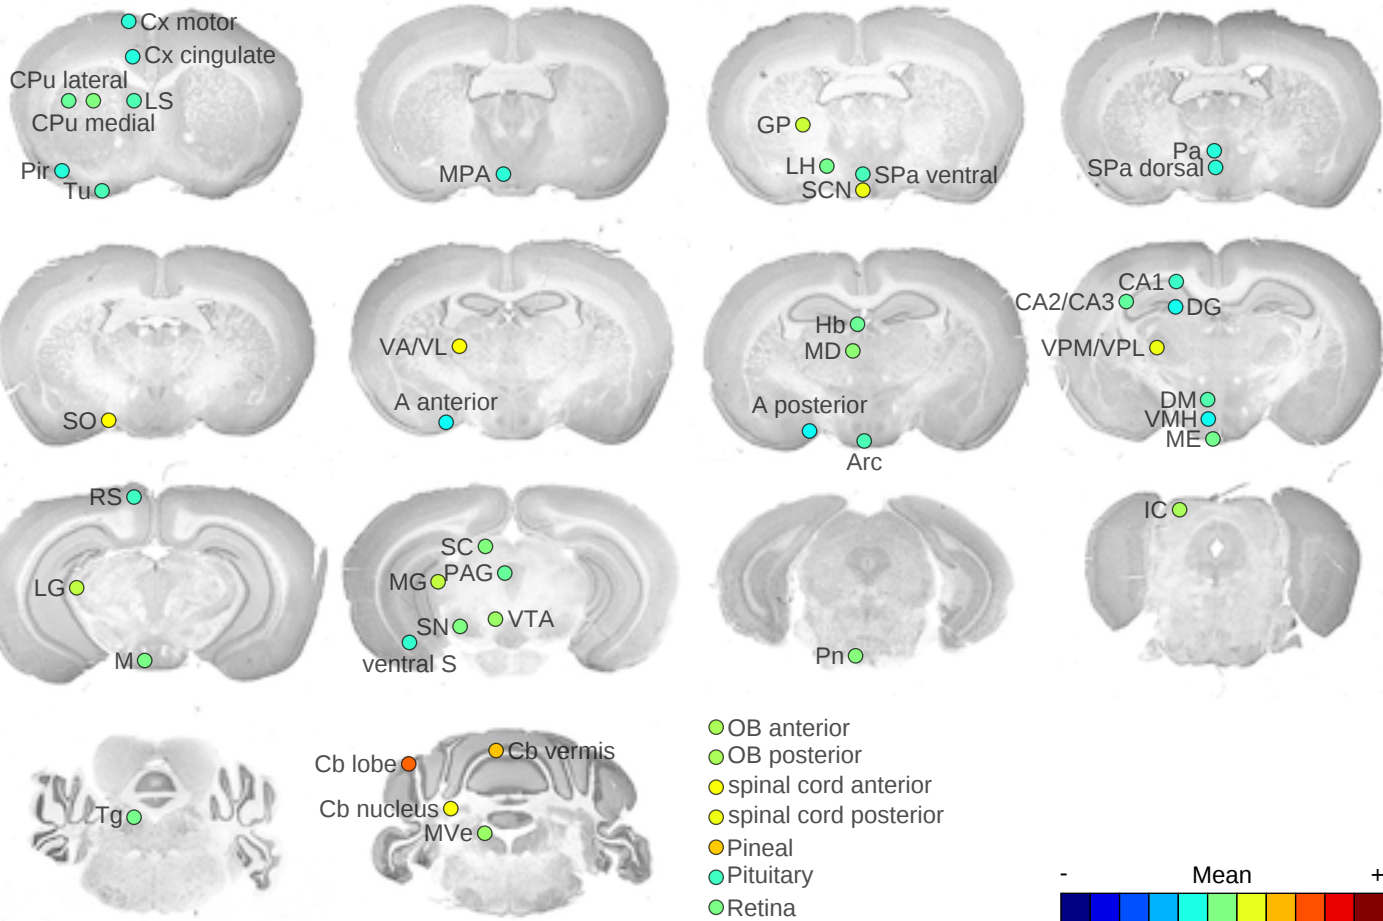 Cx motor
Cx cingulate
CPu lateral
LS
CPu medial
Pir
Tu
MPA
GP
LH
SPa ventral
SCN
Pa
SPa dorsal
SO
VA/VL
A anterior
Hb
MD
A posterior
Arc
CA1
CA2/CA3
DG
VPM/VPL
DM
VMH
ME
RS
LG
M
SC
PAG
MG
VTA
SN
ventral S
Pn
IC
Tg
Cb lobe
Cb vermis
Cb nucleus
MVe
OB anterior
OB posterior
spinal cord anterior
spinal cord posterior
Pineal
Pituitary
Retina
- Mean +